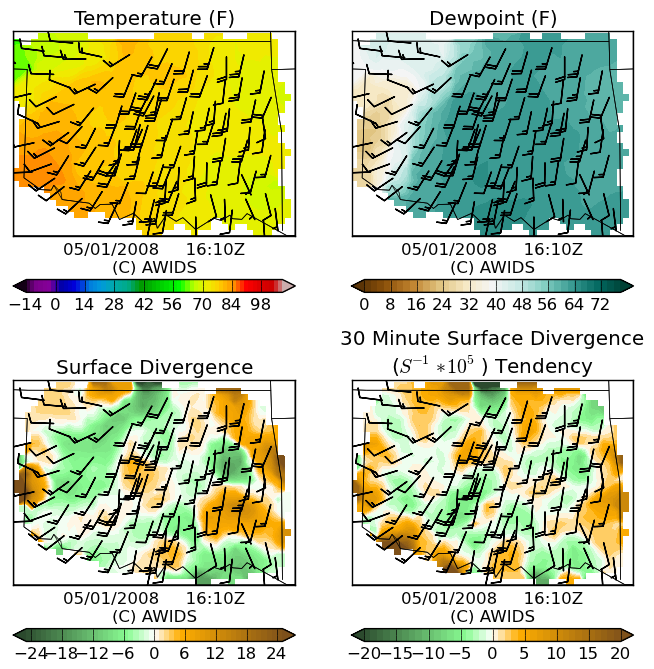 Temperature (F)
Dewpoint (F)
05/01/2008 16:10Z
(C) AWIDS
05/01/2008 16:10Z
(C) AWIDS
−14 0 14 28 42 56 70 84 98
0 8 16 24 32 40 48 56 64 72
Surface Divergence
30 Minute Surface Divergence
(S⁻¹ *10⁵ ) Tendency
05/01/2008 16:10Z
(C) AWIDS
05/01/2008 16:10Z
(C) AWIDS
−24 −18 −12 −6 0 6 12 18 24
−20 −15 −10 −5 0 5 10 15 20